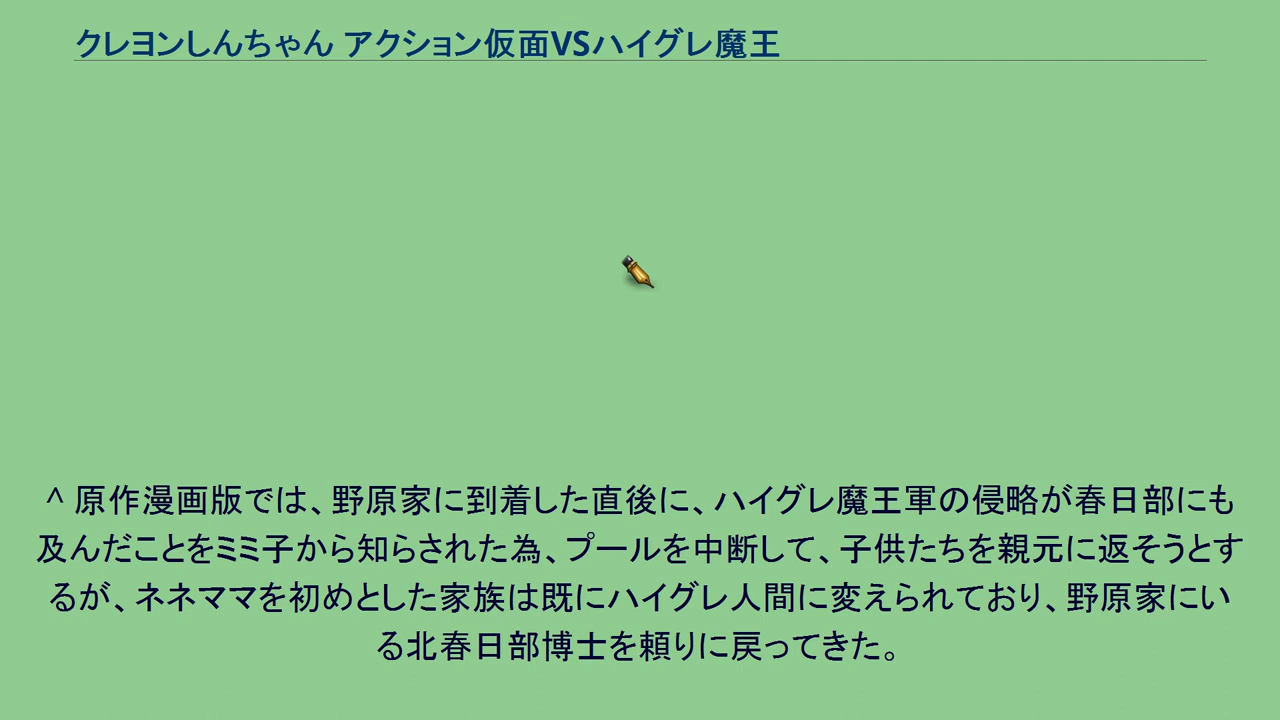 クレヨンしんちゃん アクション仮面VSハイグレ魔王
^ 原作漫画版では、野原家に到着した直後に、ハイグレ魔王軍の侵略が春日部にも
及んだことをミミ子から知らされた為、プールを中断して、子供たちを親元に返そうとす
るが、ネネママを初めとした家族は既にハイグレ人間に変えられており、野原家にい
る北春日部博士を頼りに戻ってきた。